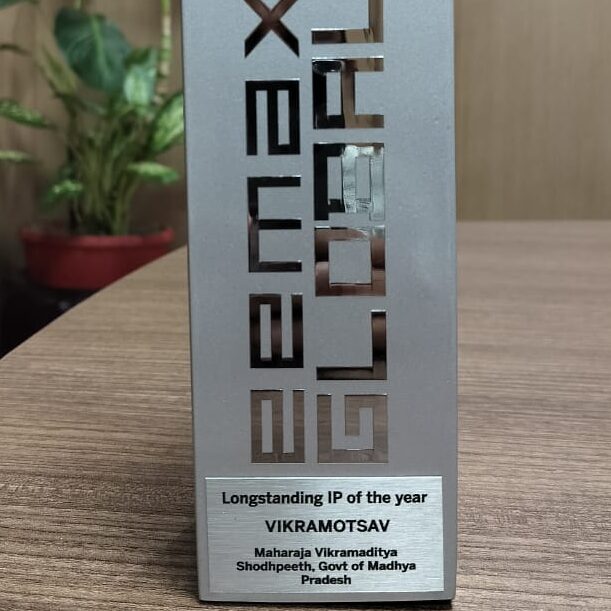 eemax
GLOBAL
Longstanding IP of the year
VIKRAMOTSAV
Maharaja Vikramaditya
Shodhpeeth, Govt of Madhya
Pradesh